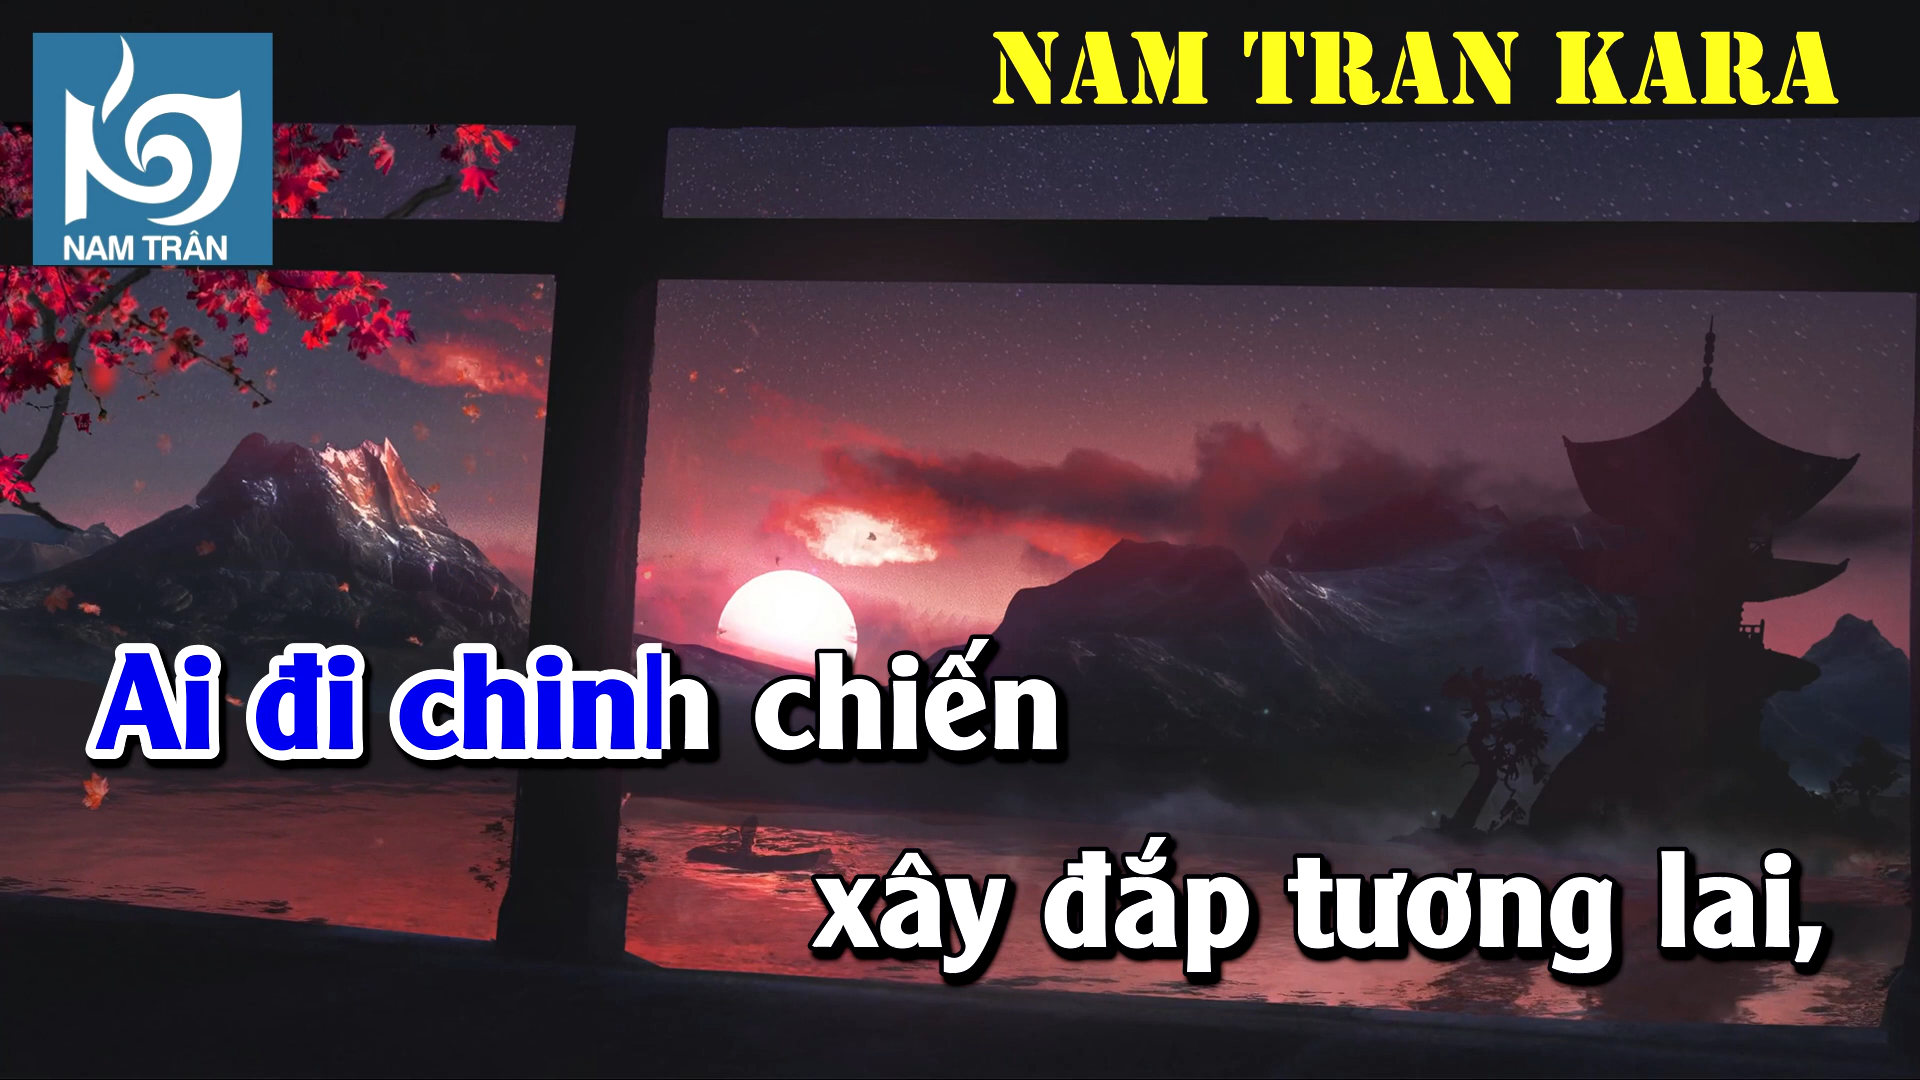 NAM TRAN KARA
NAM TRÂN
Ai đi chinh chiến
xây đắp tương lai,